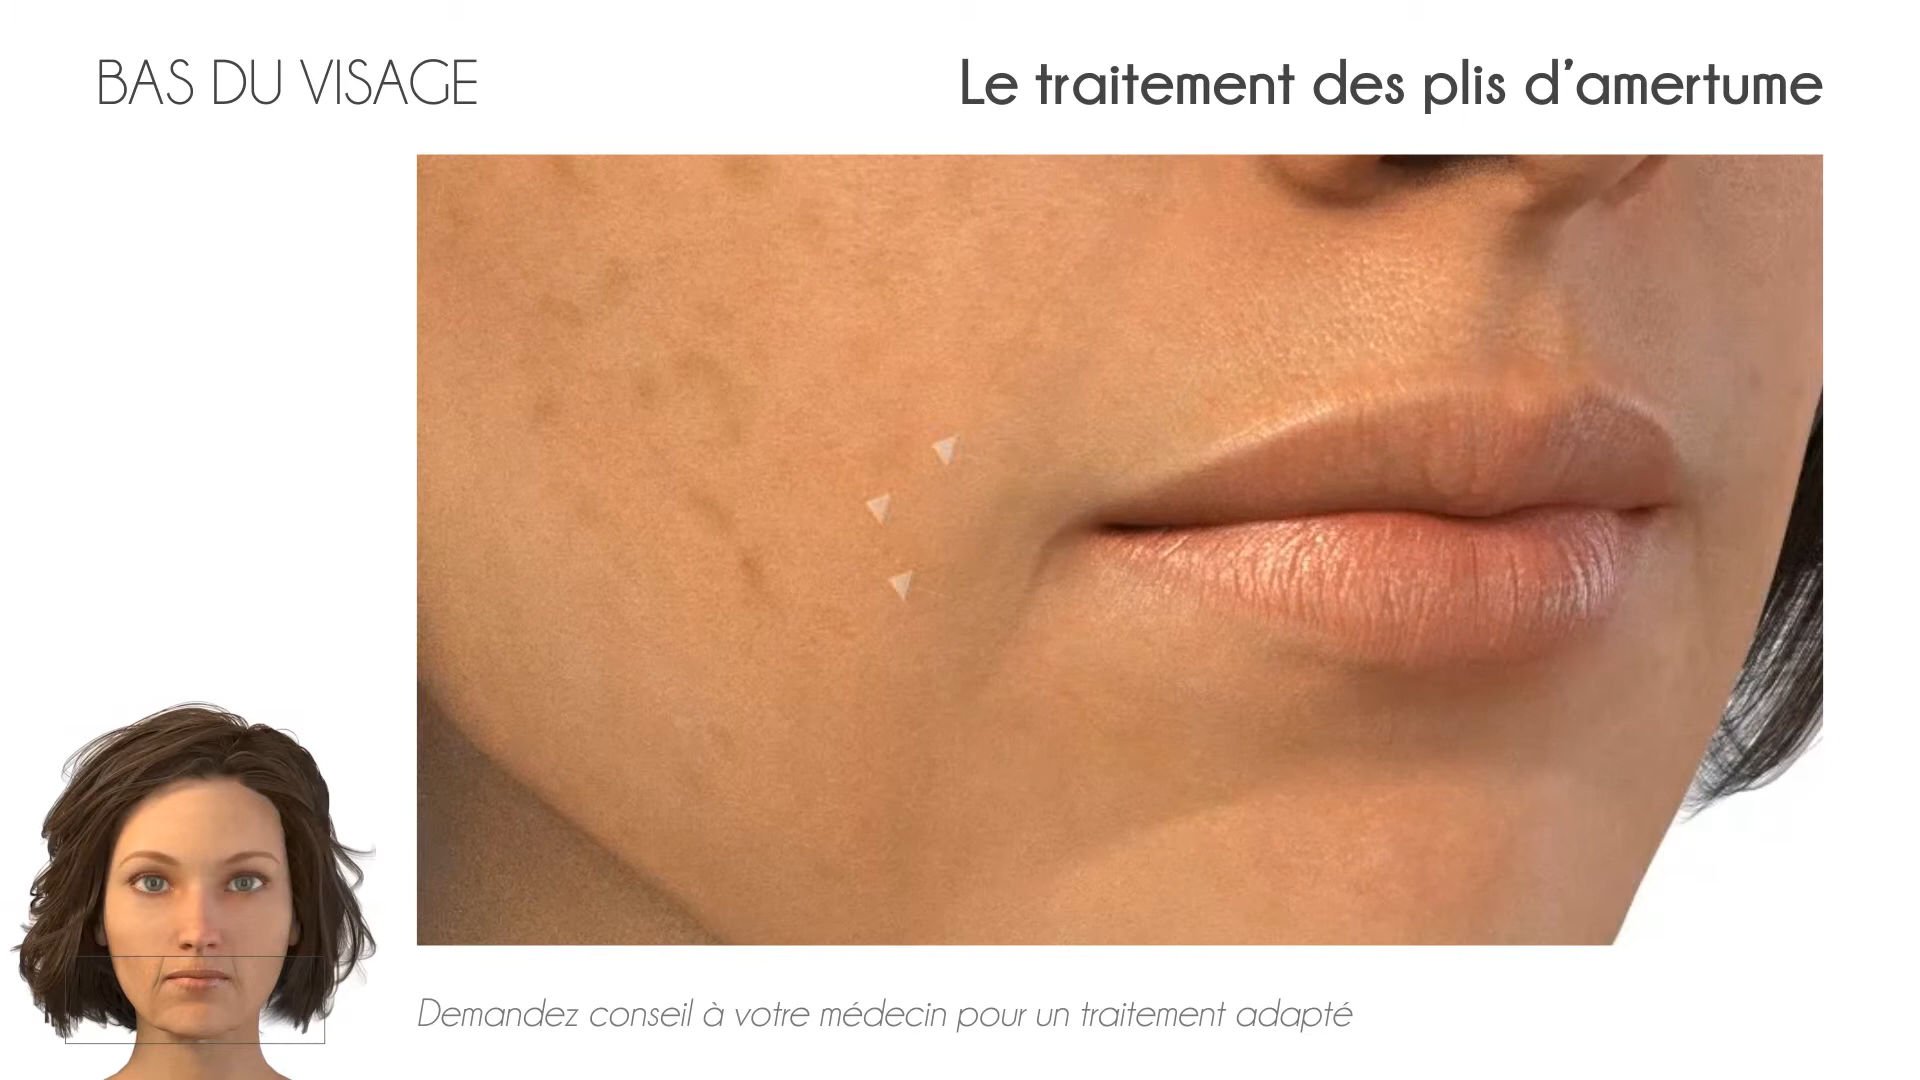 BAS DU VISAGE
Le traitement des plis d’amertume
Demandez conseil à votre médecin pour un traitement adapté